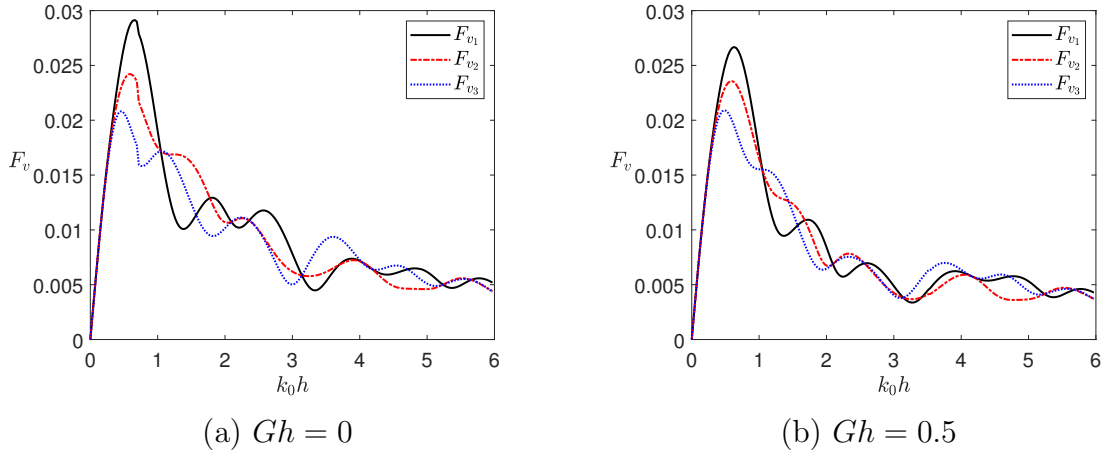 0.03
0.025
0.02
0.015
0.01
0.005
0
F_v
0 1 2 3 4 5 6
k_0h
F_{v_1}
F_{v_2}
F_{v_3}
(a) Gh = 0
0.03
0.025
0.02
0.015
0.01
0.005
0
F_v
0 1 2 3 4 5 6
k_0h
F_{v_1}
F_{v_2}
F_{v_3}
(b) Gh = 0.5